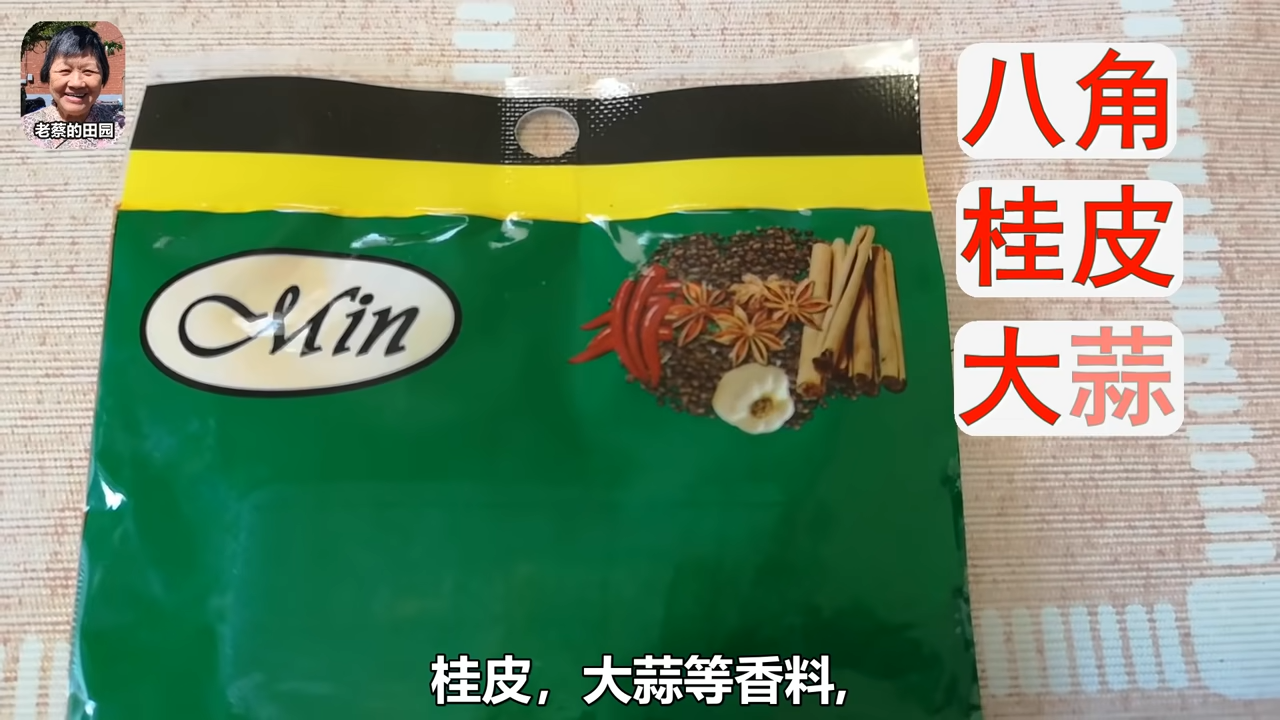 老蔡的田园
Min
八角
桂皮
大蒜
桂皮，大蒜等香料,